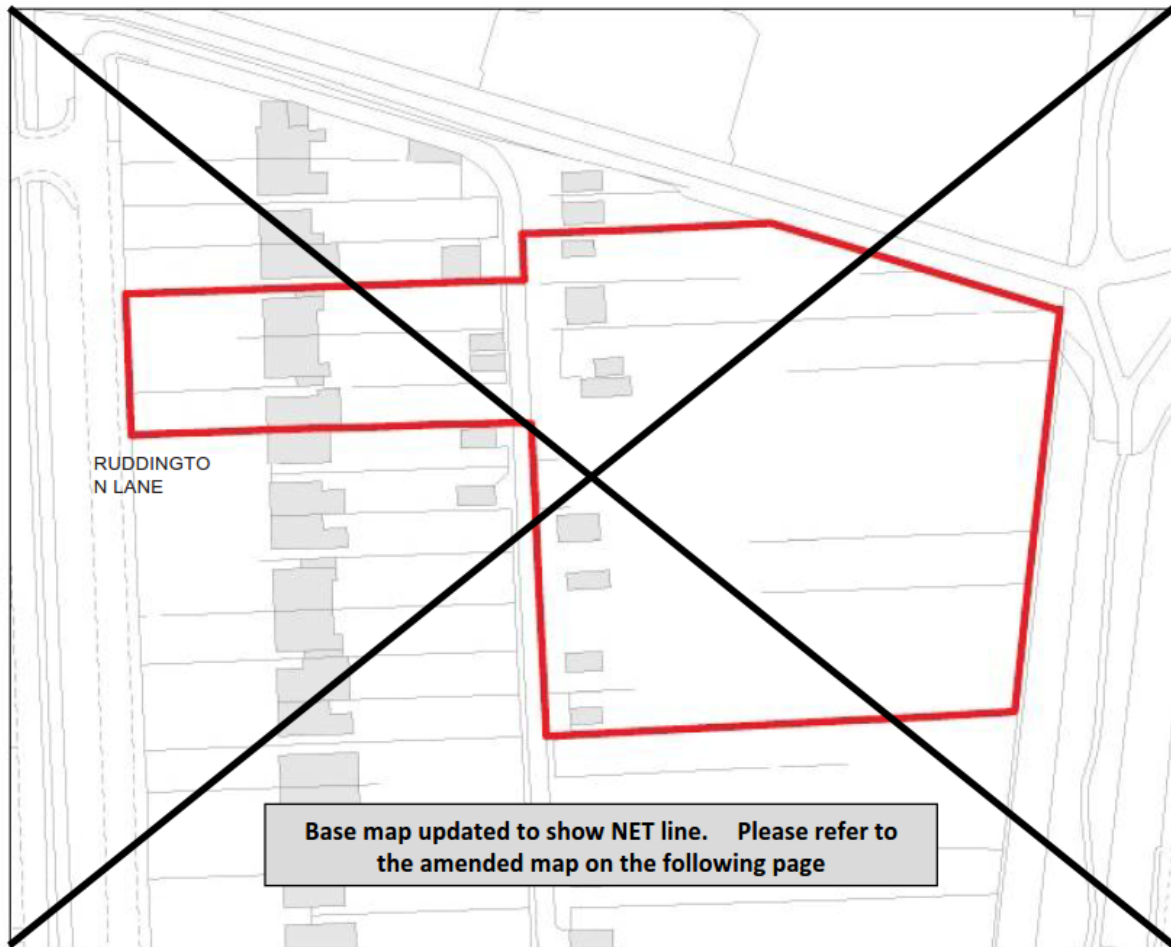 RUDDINGTO
N LANE
Base map updated to show NET line. Please refer to
the amended map on the following page